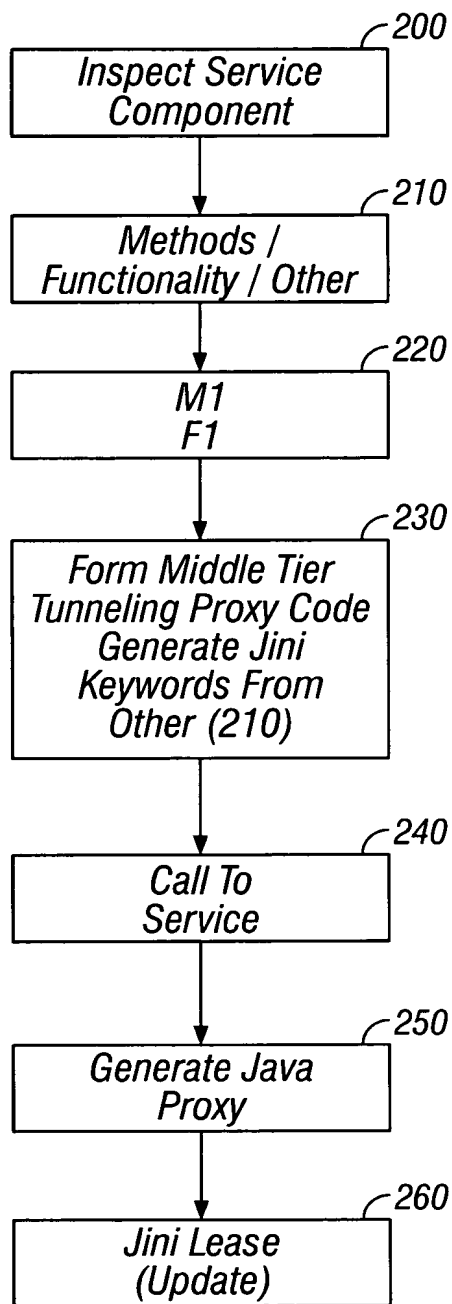 200
Inspect Service
Component
210
Methods /
Functionality / Other
220
M1
F1
230
Form Middle Tier
Tunneling Proxy Code
Generate Jini
Keywords From
Other (210)
240
Call To
Service
250
Generate Java
Proxy
260
Jini Lease
(Update)